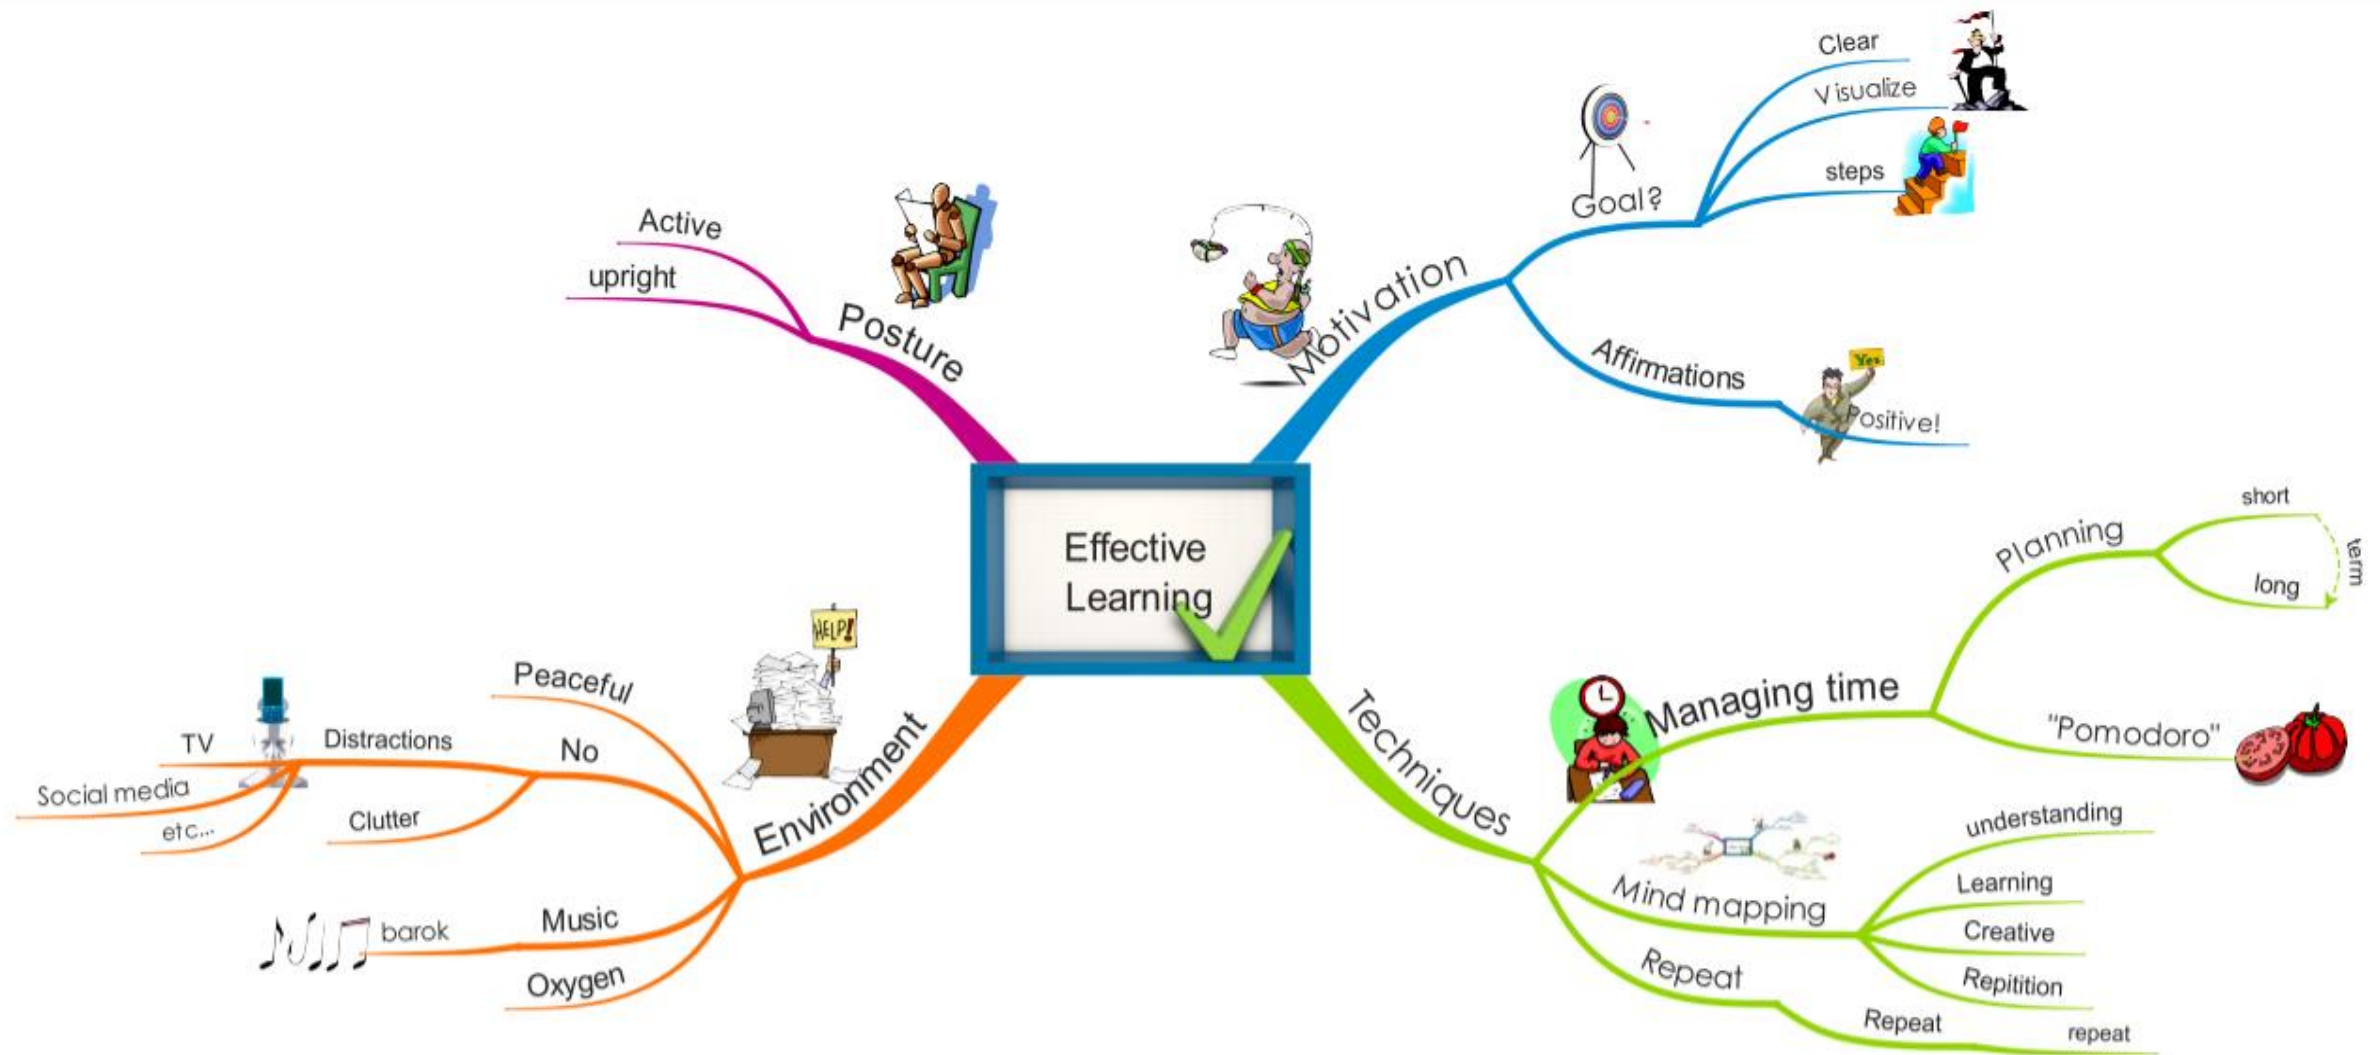 Effective
Learning
Motivation
Goal?
Clear
Visualize
steps
Affirmations
Yes
Positive!
Techniques
Managing time
Planning
short
long
term
"Pomodoro"
Mind mapping
understanding
Learning
Creative
Repitition
Repeat
Repeat
repeat
Posture
Active
upright
Environment
HELP!
Peaceful
No
Distractions
TV
Social media
etc...
Clutter
Music
barok
Oxygen